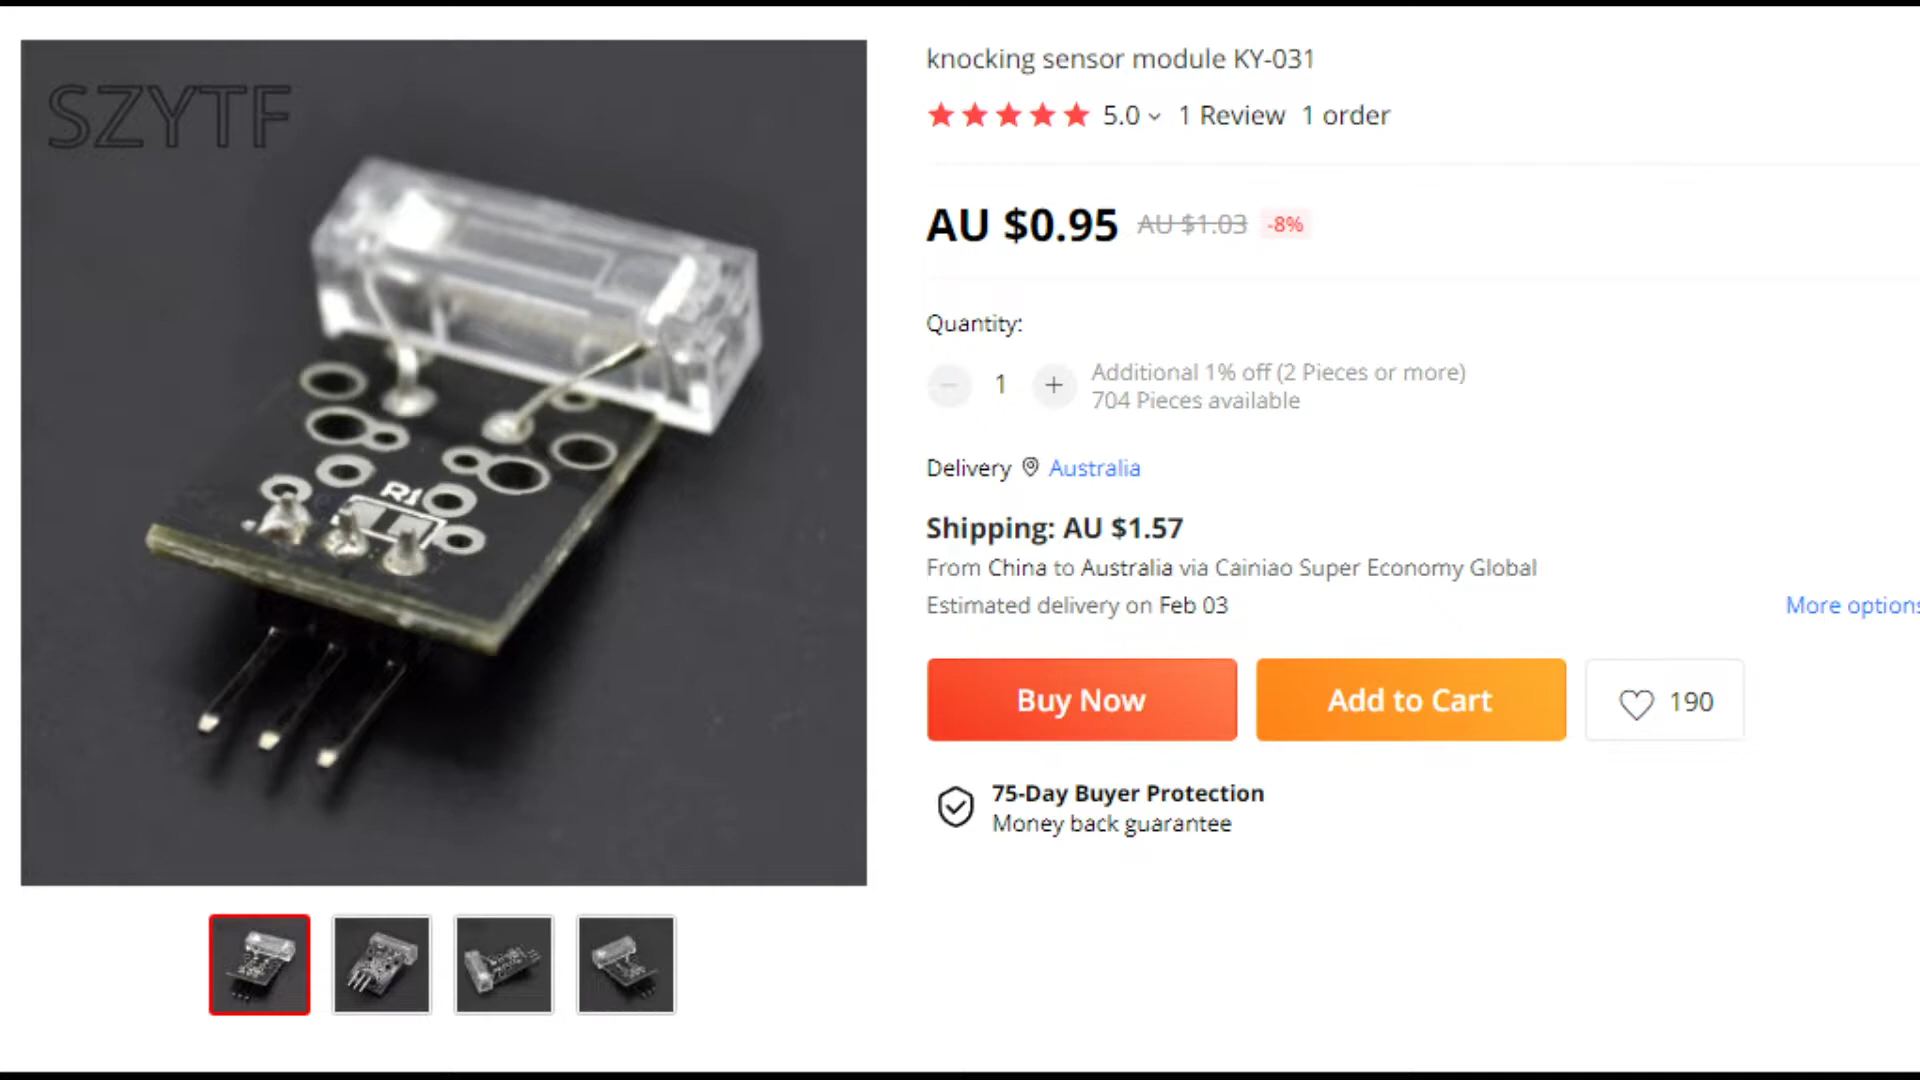 SZYTF
knocking sensor module KY-031
5.0 1 Review 1 order
AU $0.95 AU $1.03 -8%
Quantity:
1
Additional 1% off (2 Pieces or more)
704 Pieces available
Delivery Australia
Shipping: AU $1.57
From China to Australia via Cainiao Super Economy Global
Estimated delivery on Feb 03
More options
Buy Now
Add to Cart
190
75-Day Buyer Protection
Money back guarantee
R1